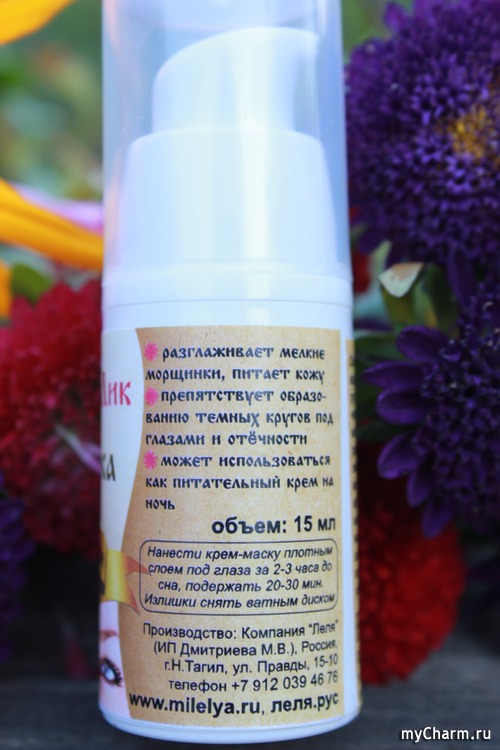 лик
ка
разглаживает мелкие
морщинки, питает кожу
препятствует образо-
ванию темных кругов под
глазами и отёчности
может использоваться
как питательный крем на
ночь
объем: 15 мл
Нанести крем-маску плотным
слоем под глаза за 2-3 часа до
сна, подержать 20-30 мин.
Излишки снять ватным диском
Производство: Компания "Леля"
(ИП Дмитриева М.В.), Россия,
г.Н.Тагил, ул. Правды, 15-10
телефон +7 912 039 46 76
www.milelya.ru, леля.рус
myCharm.ru